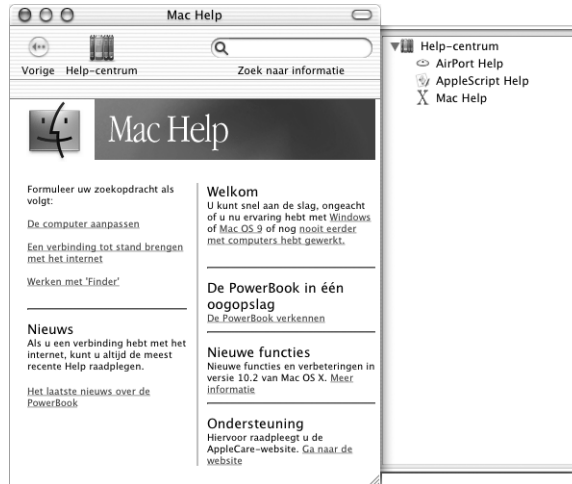 Mac Help
Vorige
Help-centrum
Zoek naar informatie
Mac Help
Formuleer uw zoekopdracht als
volgt:
De computer aanpassen
Een verbinding tot stand brengen
met het internet
Werken met 'Finder'
Nieuws
Als u een verbinding hebt met het
internet, kunt u altijd de meest
recente Help raadplegen.
Het laatste nieuws over de
PowerBook
Welkom
U kunt snel aan de slag, ongeacht
of u nu ervaring hebt met Windows
of Mac OS 9 of nog nooit eerder
met computers hebt gewerkt.
De PowerBook in één
oogopslag
De PowerBook verkennen
Nieuwe functies
Nieuwe functies en verbeteringen in
versie 10.2 van Mac OS X. Meer
informatie
Ondersteuning
Hiervoor raadpleegt u de
AppleCare-website. Ga naar de
website
Help-centrum
AirPort Help
AppleScript Help
Mac Help